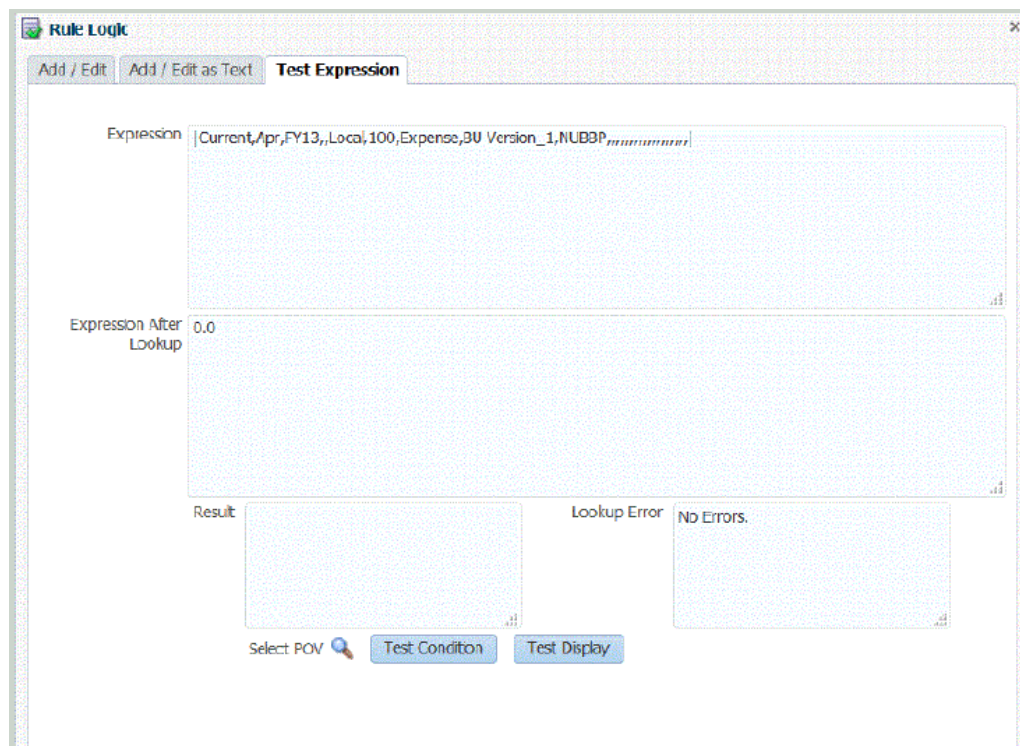 Rule Logic
Add / Edit
Add / Edit as Text
Test Expression
Expression
|Current,Apr,FY13,,Local,100,Expense,BU Version_1,NUBBP,,,,,,,,,,,,,,,,,,,|
Expression After
Lookup
0.0
Result
Lookup Error
No Errors.
Select POV
Test Condition
Test Display